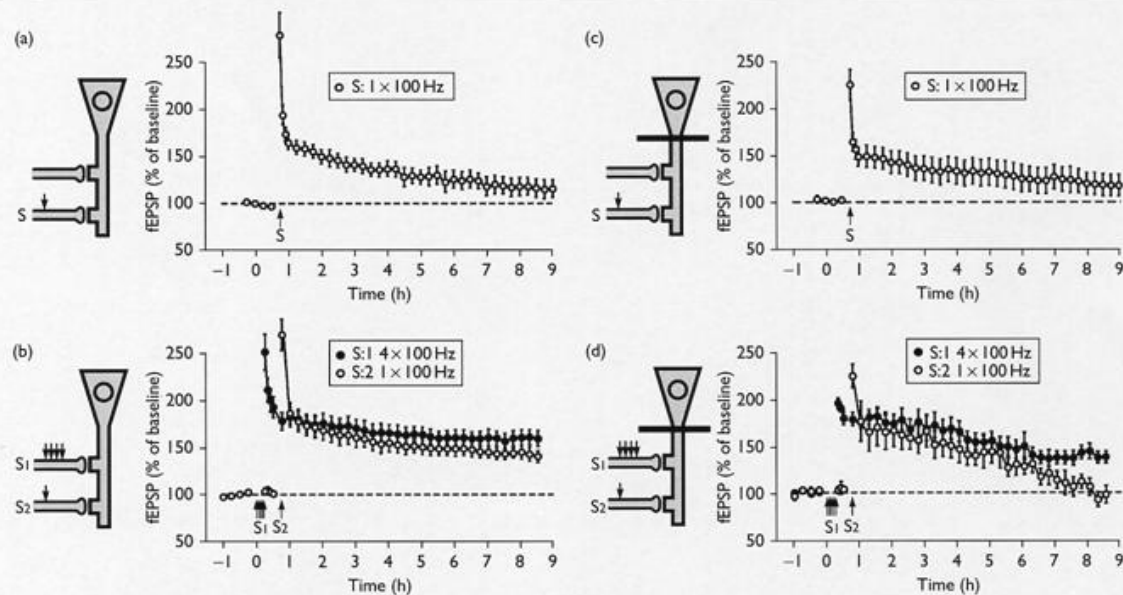 (a)
fEPSP (% of baseline)
250
200
150
100
50
S: 1 × 100 Hz
S
S
−1 0 1 2 3 4 5 6 7 8 9
Time (h)
(c)
fEPSP (% of baseline)
250
200
150
100
50
S: 1 × 100 Hz
S
S
−1 0 1 2 3 4 5 6 7 8 9
Time (h)
(b)
fEPSP (% of baseline)
250
200
150
100
50
S:1 4 × 100 Hz
S:2 1 × 100 Hz
S1
S2
S1 S2
−1 0 1 2 3 4 5 6 7 8 9
Time (h)
(d)
fEPSP (% of baseline)
250
200
150
100
50
S:1 4 × 100 Hz
S:2 1 × 100 Hz
S1
S2
S1 S2
−1 0 1 2 3 4 5 6 7 8 9
Time (h)